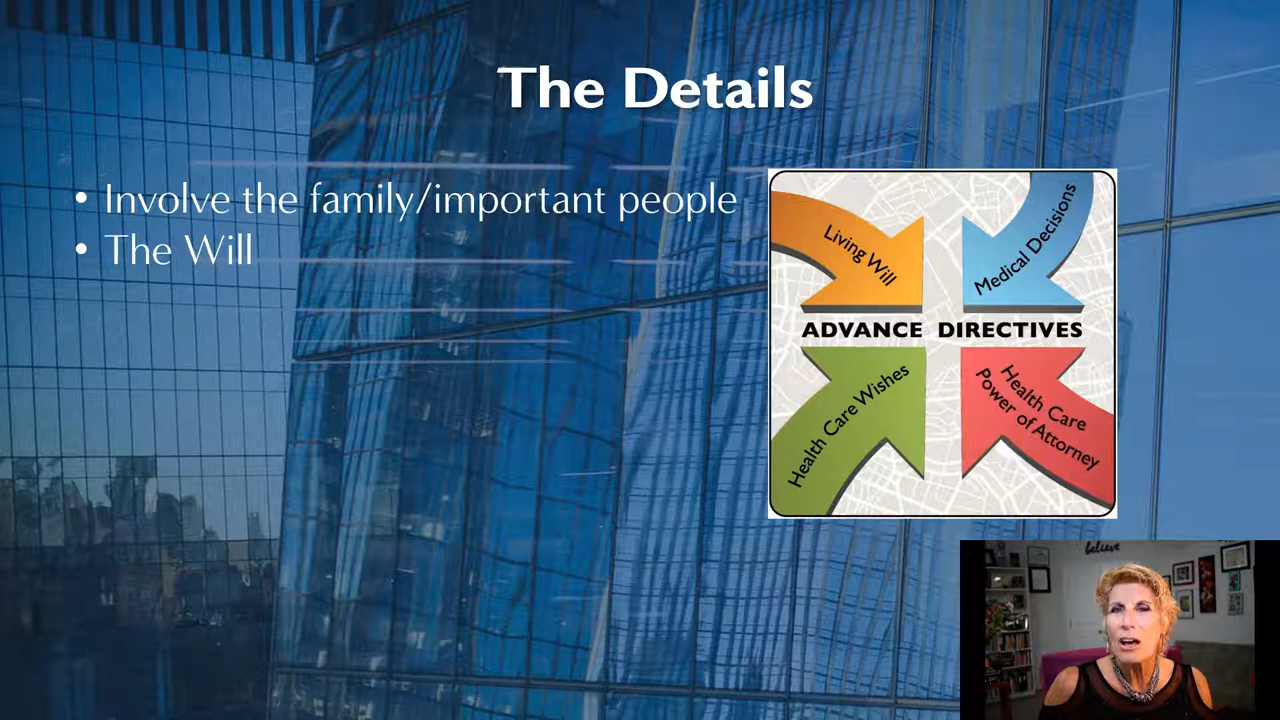 The Details
• Involve the family/important people
• The Will
Living Will
Medical Decisions
ADVANCE DIRECTIVES
Health Care Wishes
Health Care
Power of Attorney
believe